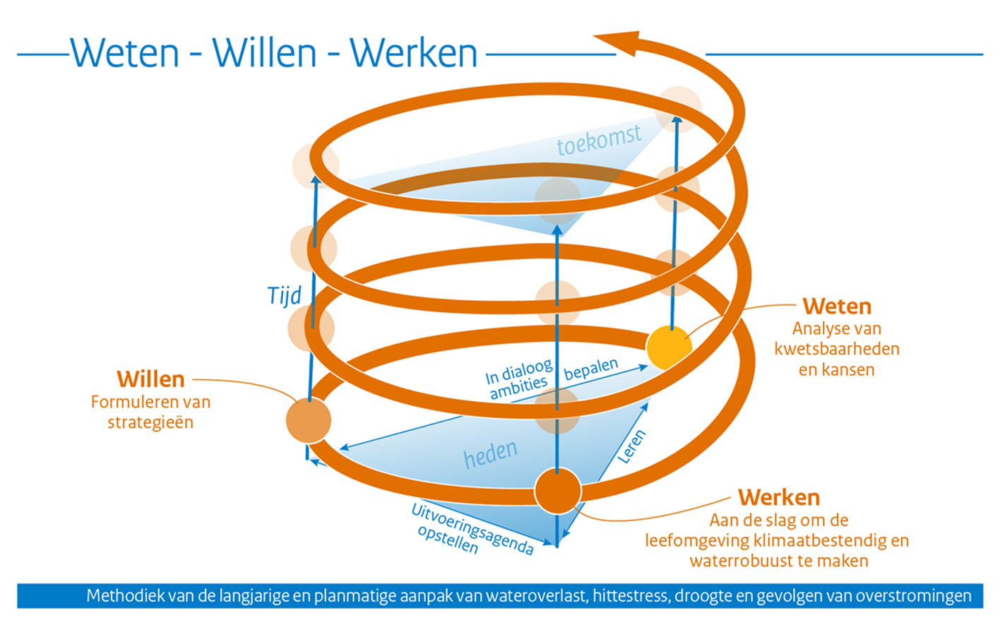 Weten - Willen - Werken
toekomst
Tijd
Weten
Analyse van
kwetsbaarheden
en kansen
In dialoog
ambities bepalen
Willen
Formuleren van
strategieën
heden
Leren
Uitvoeringsagenda
opstellen
Werken
Aan de slag om de
leefomgeving klimaatbestendig en
waterrobuust te maken
Methodiek van de langjarige en planmatige aanpak van wateroverlast, hittestress, droogte en gevolgen van overstromingen